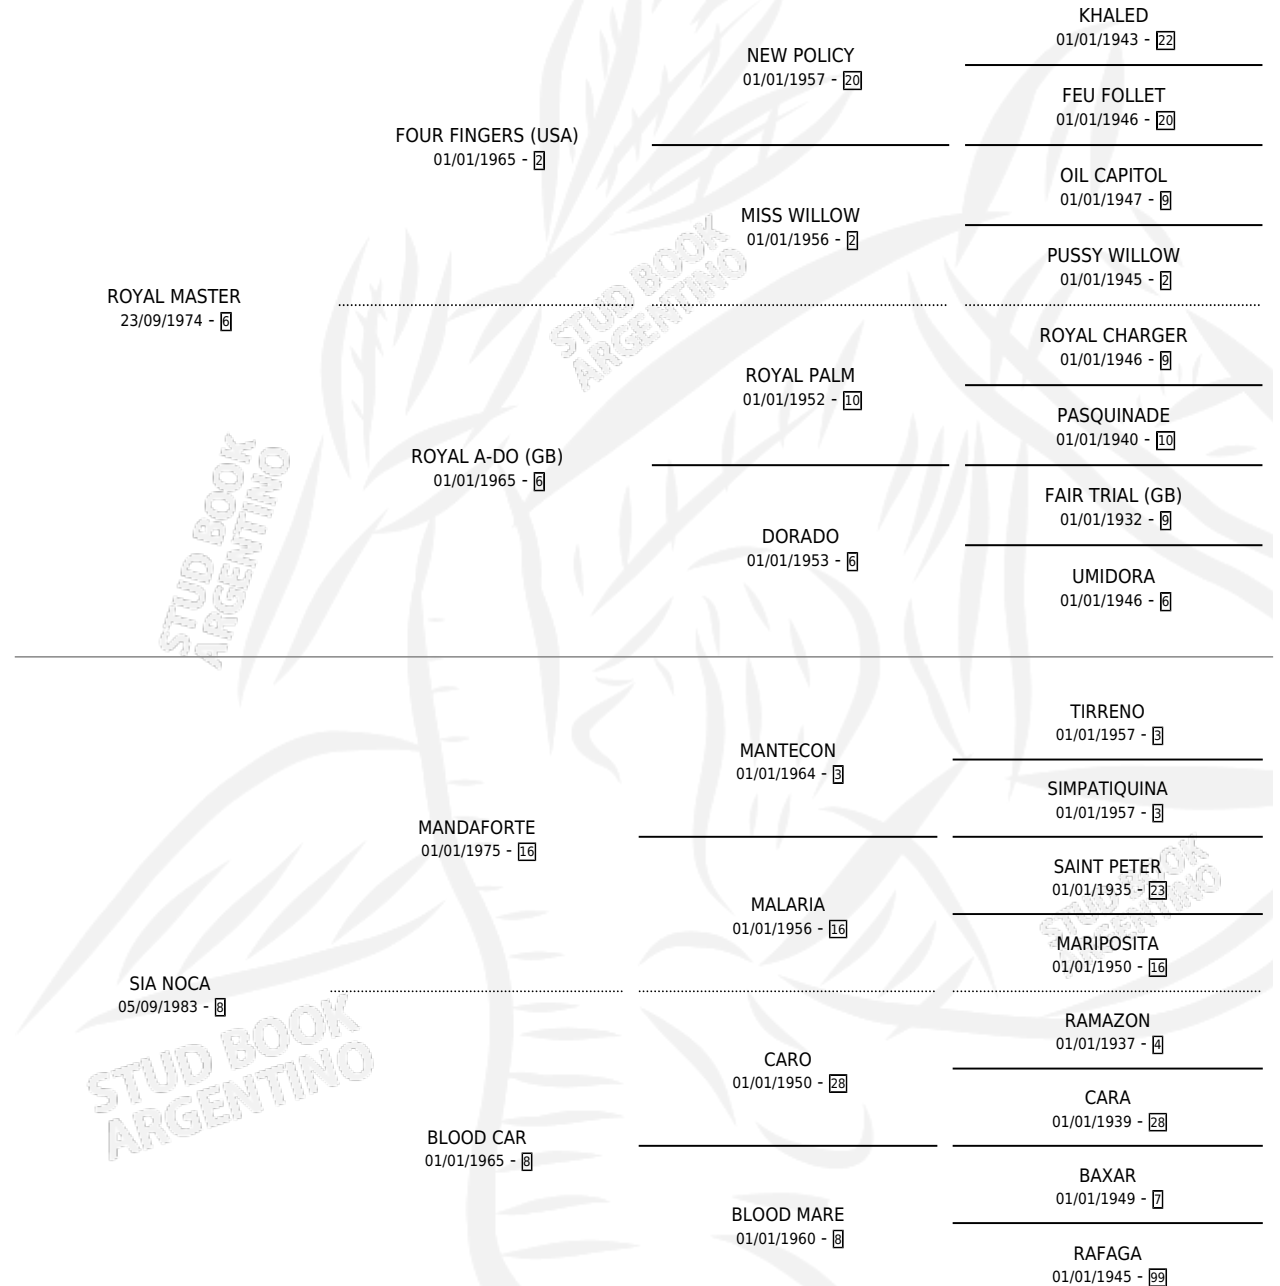 KHALED
01/01/1943 - 22
NEW POLICY
01/01/1957 - 20
FEU FOLLET
01/01/1946 - 20
FOUR FINGERS (USA)
01/01/1965 - 2
OIL CAPITOL
01/01/1947 - 9
MISS WILLOW
01/01/1956 - 2
PUSSY WILLOW
01/01/1945 - 2
ROYAL MASTER
23/09/1974 - 6
STUD BOOK
ARGENTINO
ROYAL CHARGER
01/01/1946 - 9
ROYAL PALM
01/01/1952 - 10
PASQUINADE
01/01/1940 - 10
ROYAL A-DO (GB)
01/01/1965 - 6
FAIR TRIAL (GB)
01/01/1932 - 9
DORADO
01/01/1953 - 6
UMIDORA
01/01/1946 - 6
STUD BOOK
ARGENTINO
TIRRENO
01/01/1957 - 3
MANTECON
01/01/1964 - 3
SIMPATIQUINA
01/01/1957 - 3
MANDAFORTE
01/01/1975 - 16
SAINT PETER
01/01/1935 - 23
MALARIA
01/01/1956 - 16
MARIPOSITA
01/01/1950 - 16
STUD BOOK
ARGENTINO
SIA NOCA
05/09/1983 - 8
RAMAZON
01/01/1937 - 4
CARO
01/01/1950 - 28
CARA
01/01/1939 - 28
STUD BOOK
ARGENTINO
BLOOD CAR
01/01/1965 - 8
BAXAR
01/01/1949 - 7
BLOOD MARE
01/01/1960 - 8
RAFAGA
01/01/1945 - 99